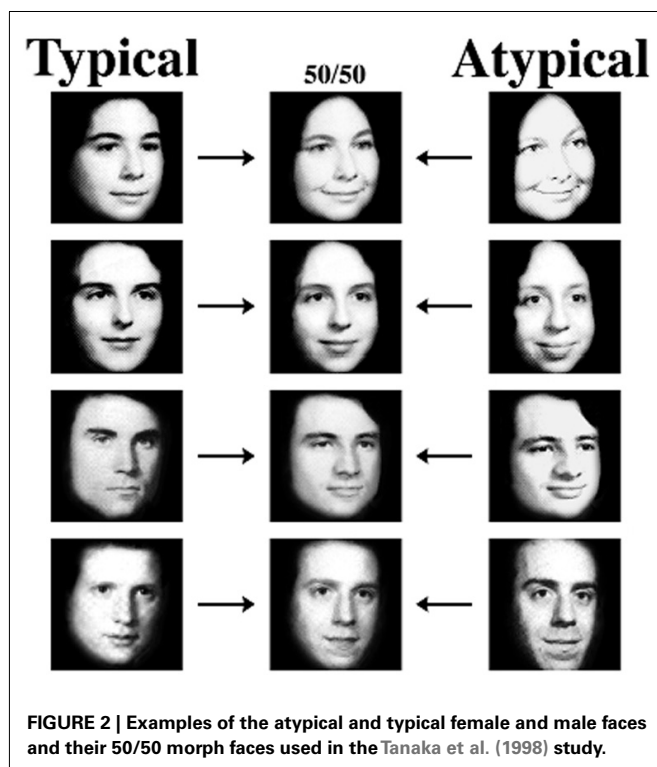 Typical 50/50 Atypical
FIGURE 2 | Examples of the atypical and typical female and male faces
and their 50/50 morph faces used in the Tanaka et al. (1998) study.